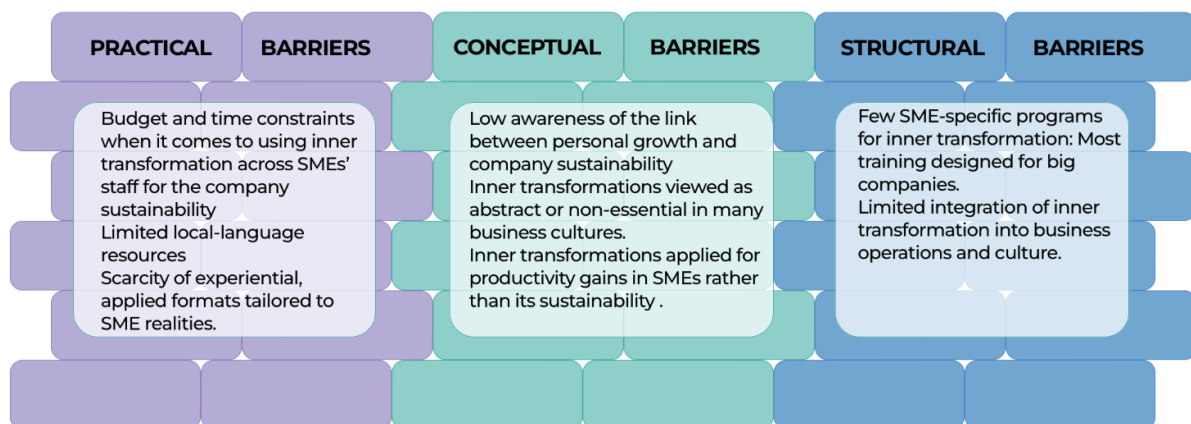 PRACTICAL BARRIERS
Budget and time constraints
when it comes to using inner
transformation across SMEs'
staff for the company
sustainability
Limited local-language
resources
Scarcity of experiential,
applied formats tailored to
SME realities.
CONCEPTUAL BARRIERS
Low awareness of the link
between personal growth and
company sustainability
Inner transformations viewed as
abstract or non-essential in many
business cultures.
Inner transformations applied for
productivity gains in SMEs rather
than its sustainability .
STRUCTURAL BARRIERS
Few SME-specific programs
for inner transformation: Most
training designed for big
companies.
Limited integration of inner
transformation into business
operations and culture.